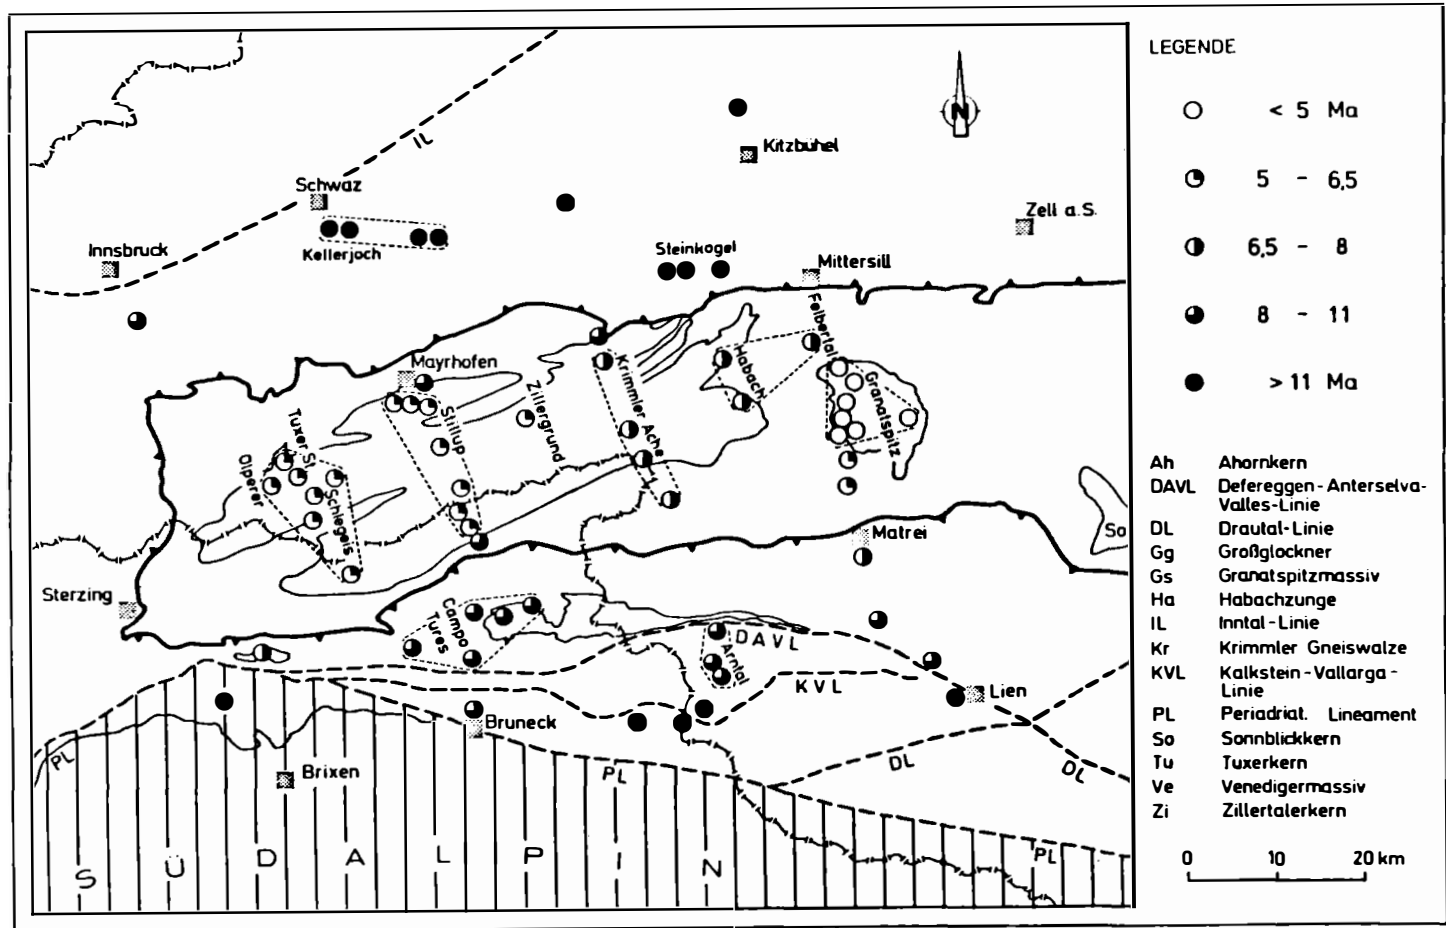 LEGENDE
< 5 Ma
5 - 6,5
6,5 - 8
8 - 11
> 11 Ma
Ah Ahornkern
DAVL Defereggen-Anterselva-
Valles-Linie
DL Drautal-Linie
Gg Großglockner
Gs Granatspitzmassiv
Ha Habachzunge
IL Inntal-Linie
Kr Krimmler Gneiswalze
KVL Kalkstein-Vallarga-
Linie
PL Periadriat. Lineament
So Sonnblickkern
Tu Tuxerkern
Ve Venedigermassiv
Zi Zillertalerkern
0 10 20 km
N
IL
Kitzbühel
Schwaz
Zell a.S.
Innsbruck
Kellerjoch
Steinkogel
Mittersill
Felbertal
Mayrhofen
Krimmler Ache
Habach
Granatspitz
Zillergrund
Stillup
Tuxer St.
Olperer
Schlegeis
So
Matrei
Sterzing
Campo
Tures
DAVL
Arntal
KVL
Lien
Bruneck
PL
Brixen
PL
DL
DL
PL
SÜDALPIN